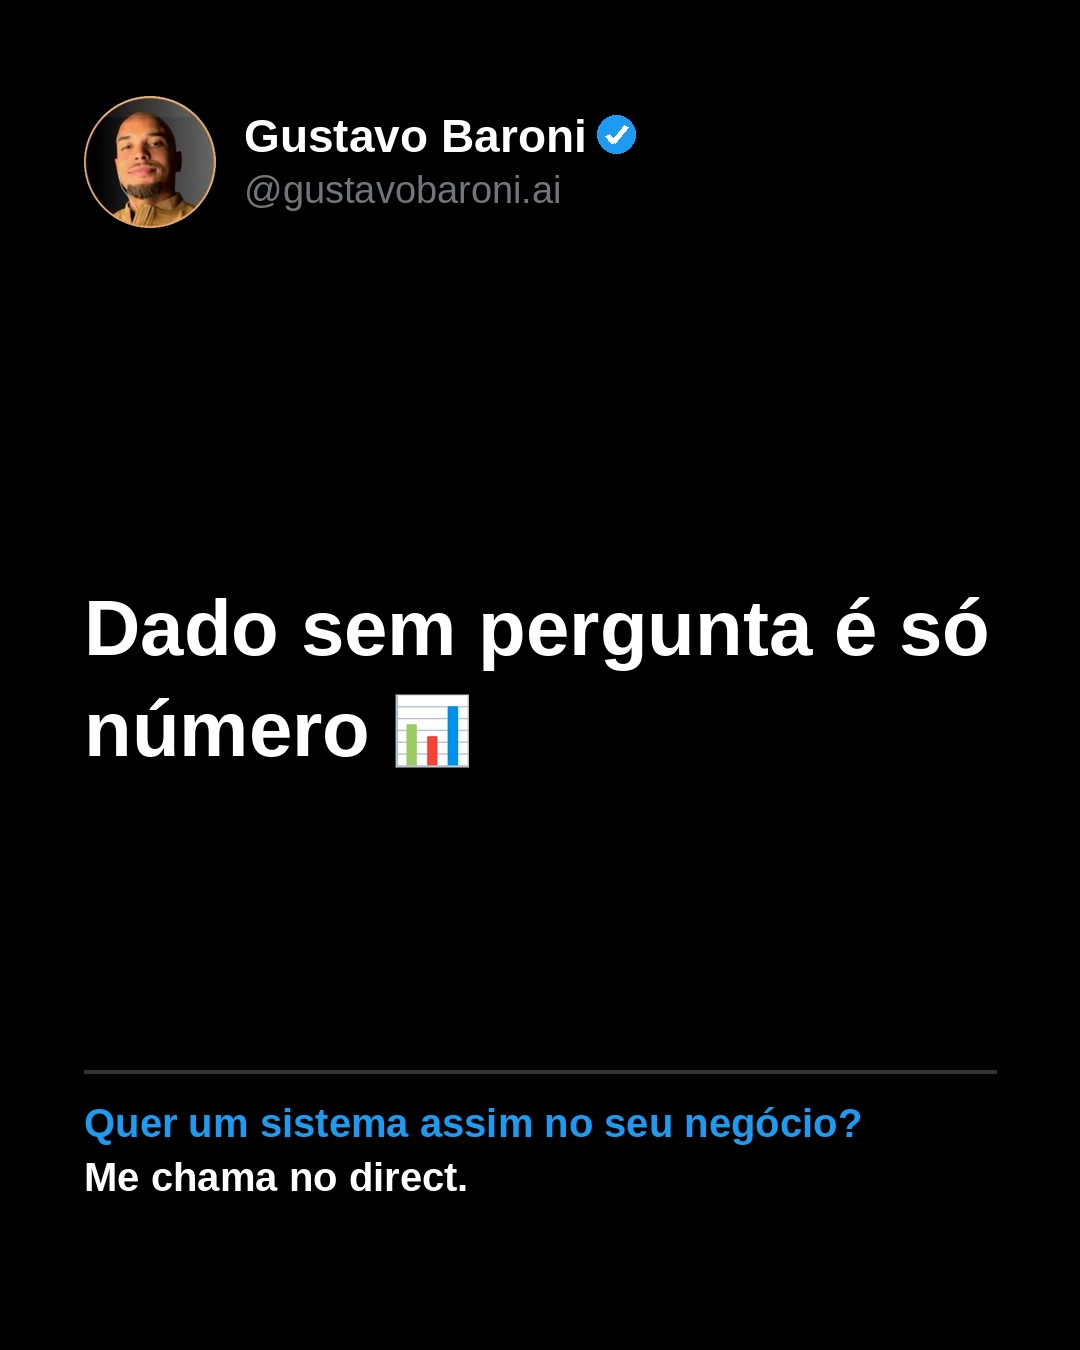 Gustavo Baroni
@gustavobaroni.ai
Dado sem pergunta é só
número 📊
Quer um sistema assim no seu negócio?
Me chama no direct.